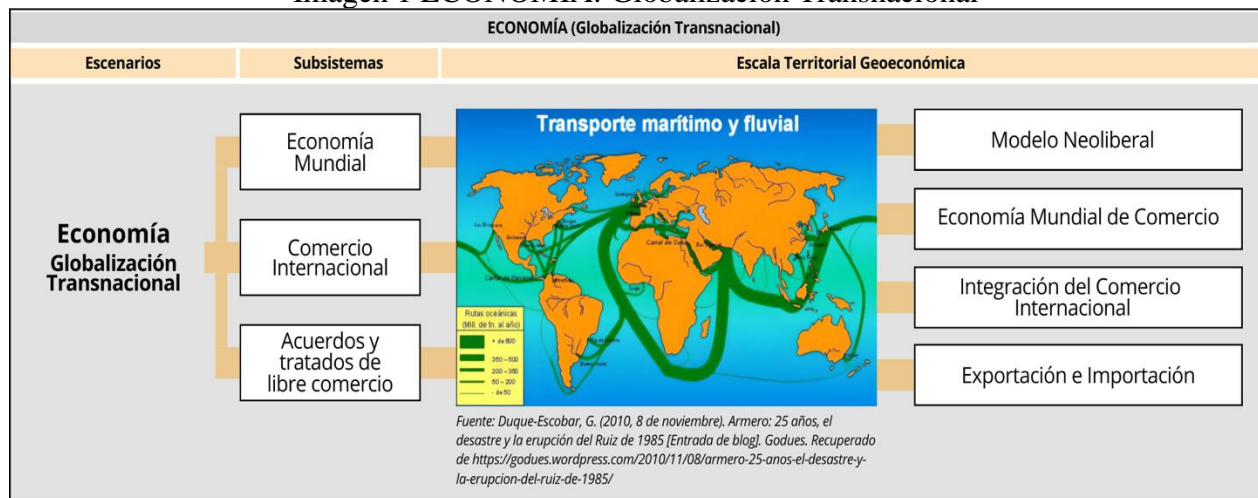 Imagen 1 ECONOMÍA: Globalización Transnacional
ECONOMÍA (Globalización Transnacional)
Escenarios
Subsistemas
Escala Territorial Geoeconómica
Economía
Globalización
Transnacional
Economía
Mundial
Comercio
Internacional
Acuerdos y
tratados de
libre comercio
Transporte marítimo y fluvial
Canal de Suez
Canal de Panamá
Rutas oceánicas
(Mill. de tn. al año)
+ de 500
350 – 500
200 – 350
50 – 200
- de 50
Modelo Neoliberal
Economía Mundial de Comercio
Integración del Comercio
Internacional
Exportación e Importación
Fuente: Duque-Escobar, G. (2010, 8 de noviembre). Armero: 25 años, el
desastre y la erupción del Ruiz de 1985 [Entrada de blog]. Godues. Recuperado
de https://godues.wordpress.com/2010/11/08/armero-25-anos-el-desastre-y-
la-erupcion-del-ruiz-de-1985/